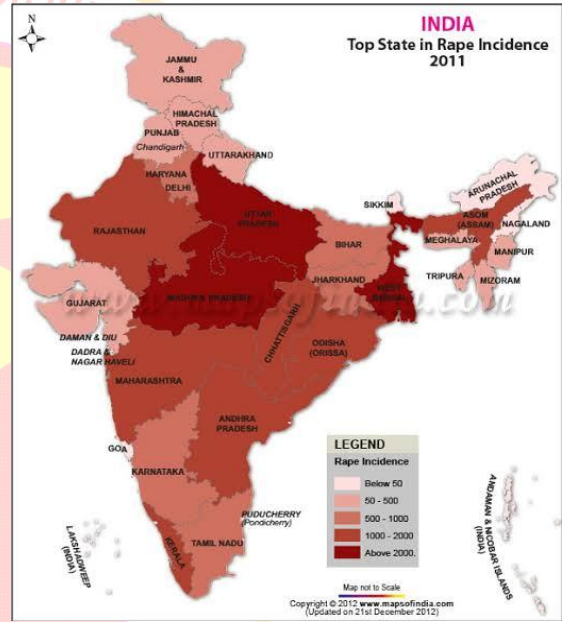 N
INDIA
Top State in Rape Incidence
2011
JAMMU
&
KASHMIR
HIMACHAL
PRADESH
PUNJAB
Chandigarh
UTTARAKHAND
HARYANA
DELHI
ARUNACHAL
PRADESH
SIKKIM
UTTAR
PRADESH
RAJASTHAN
ASOM
(ASSAM)
NAGALAND
BIHAR
MEGHALAYA
MANIPUR
JHARKHAND
TRIPURA
MIZORAM
GUJARAT
MADHYA PRADESH
WEST
BENGAL
www.mapsofindia.com
CHHATTISGARH
DAMAN & DIU
DADRA &
NAGAR HAVELI
ODISHA
(ORISSA)
MAHARASHTRA
ANDHRA
PRADESH
GOA
KARNATAKA
LEGEND
Rape Incidence
Below 50
50 - 500
500 - 1000
1000 - 2000
Above 2000.
PUDUCHERRY
(Pondicherry)
TAMIL NADU
KERALA
LAKSHADWEEP
(INDIA)
ANDAMAN & NICOBAR ISLANDS
(INDIA)
Map not to Scale
Copyright © 2012 www.mapsofindia.com
(Updated on 21st December 2012)